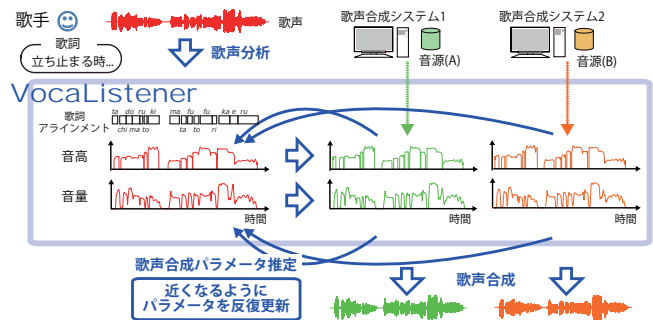 歌手
歌声
歌詞
立ち止まる時...
歌声分析
歌声合成システム1
歌声合成システム2
音源(A)
音源(B)
VocaListener
歌詞
アラインメント
ta do ru ki ma fu fu ka e ru
chi ma to ta to ri
音高
音量
時間
時間
時間
歌声合成パラメータ推定
近くなるように
パラメータを反復更新
歌声合成